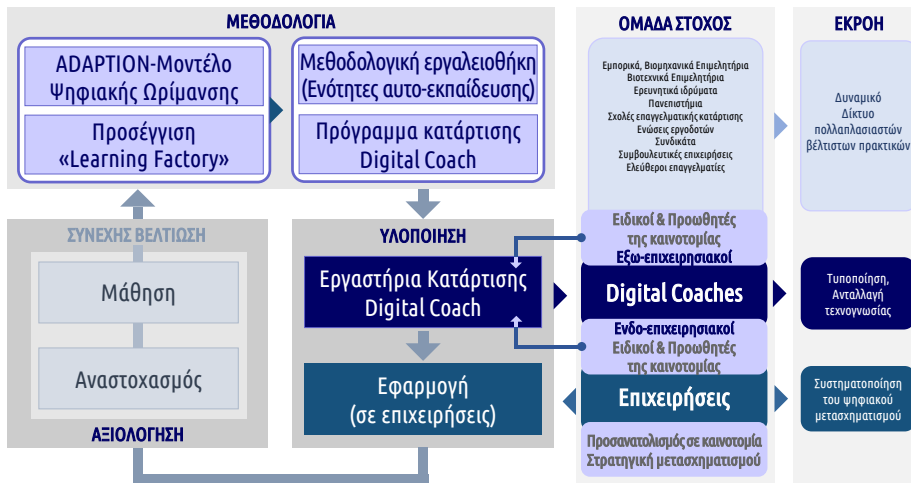 ΜΕΘΟΔΟΛΟΓΙΑ
ADAPTION-Μοντέλο
Ψηφιακής Ωρίμανσης
Προσέγγιση
«Learning Factory»
Μεθοδολογική εργαλειοθήκη
(Ενότητες αυτο-εκπαίδευσης)
Πρόγραμμα κατάρτισης
Digital Coach
ΣΥΝΕΧΗΣ ΒΕΛΤΙΩΣΗ
Μάθηση
Αναστοχασμός
ΑΞΙΟΛΟΓΗΣΗ
ΥΛΟΠΟΙΗΣΗ
Εργαστήρια Κατάρτισης
Digital Coach
Εφαρμογή
(σε επιχειρήσεις)
ΟΜΑΔΑ ΣΤΟΧΟΣ
Εμπορικά, Βιομηχανικά Επιμελητήρια
Βιοτεχνικά Επιμελητήρια
Ερευνητικά ιδρύματα
Πανεπιστήμια
Σχολές επαγγελματικής κατάρτισης
Ενώσεις εργοδοτών
Συνδικάτα
Συμβουλευτικές επιχειρήσεις
Ελεύθεροι επαγγελματίες
Ειδικοί & Προωθητές
της καινοτομίας
Εξω-επιχειρησιακοί
Digital Coaches
Ενδο-επιχειρησιακοί
Ειδικοί & Προωθητές
της καινοτομίας
Επιχειρήσεις
Προσανατολισμός σε καινοτομία
Στρατηγική μετασχηματισμού
ΕΚΡΟΗ
Δυναμικό
Δίκτυο
πολλαπλασιαστών
βέλτιστων πρακτικών
Τυποποίηση,
Ανταλλαγή
τεχνογνωσίας
Συστηματοποίηση
του ψηφιακού
μετασχηματισμού